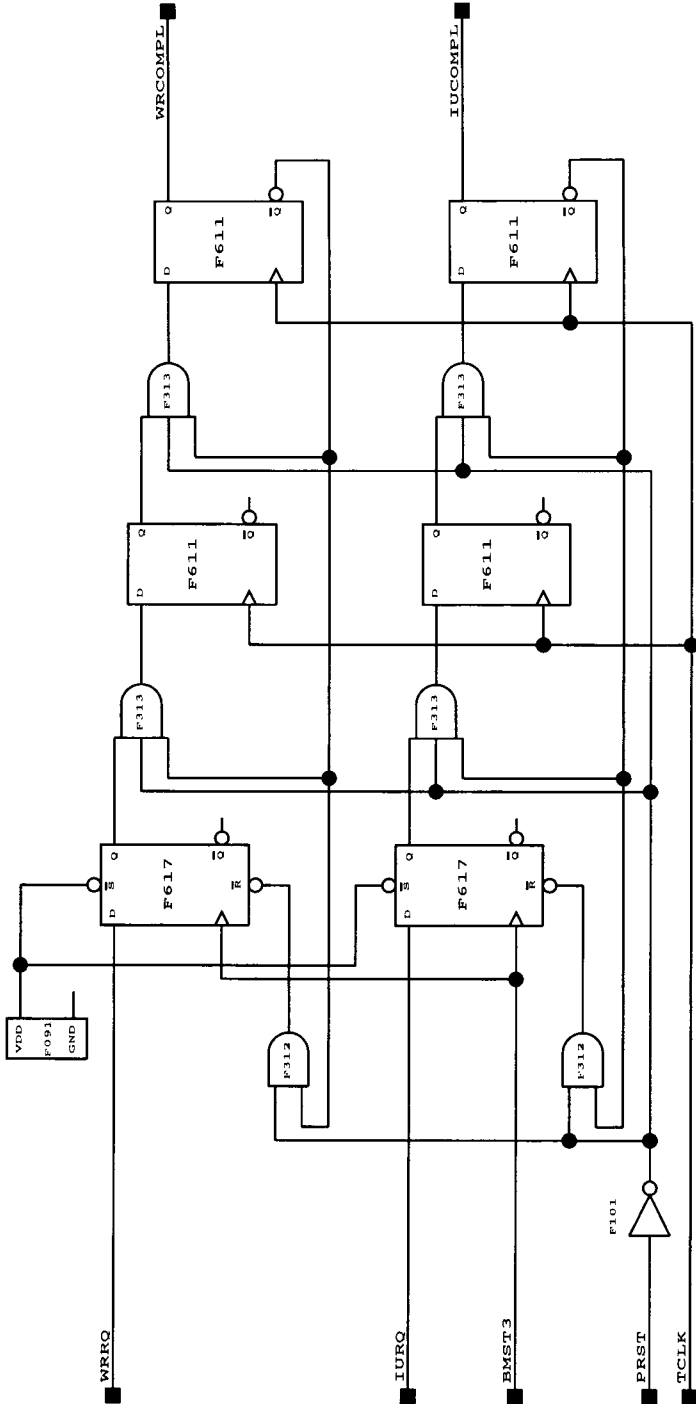 WRCOMPL
IUCOMPL
Q
Q
F611
D
Q
Q
F611
D
F313
F313
Q
Q
F611
D
Q
Q
F611
D
F313
F313
Q
Q
S
F617
R
D
Q
Q
S
F617
R
D
VDD
F091
GND
F312
F312
F101
WRRQ
IURQ
BMST3
PRST
TCLK